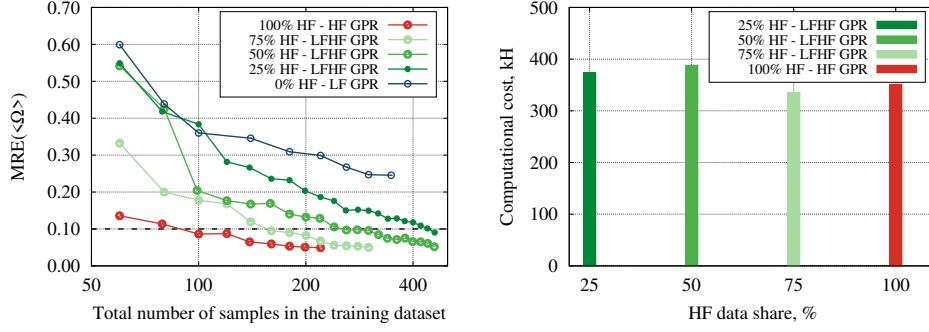 100% HF - HF GPR
75% HF - LFHF GPR
50% HF - LFHF GPR
25% HF - LFHF GPR
0% HF - LF GPR
0.60
0.50
0.40
0.30
0.20
0.10
0.00
MRE(<Ω>)
50
100
200
400
Total number of samples in the training dataset
25% HF - LFHF GPR
50% HF - LFHF GPR
75% HF - LFHF GPR
100% HF - HF GPR
500
400
300
200
100
0
Computational cost, kH
25
50
75
100
HF data share, %